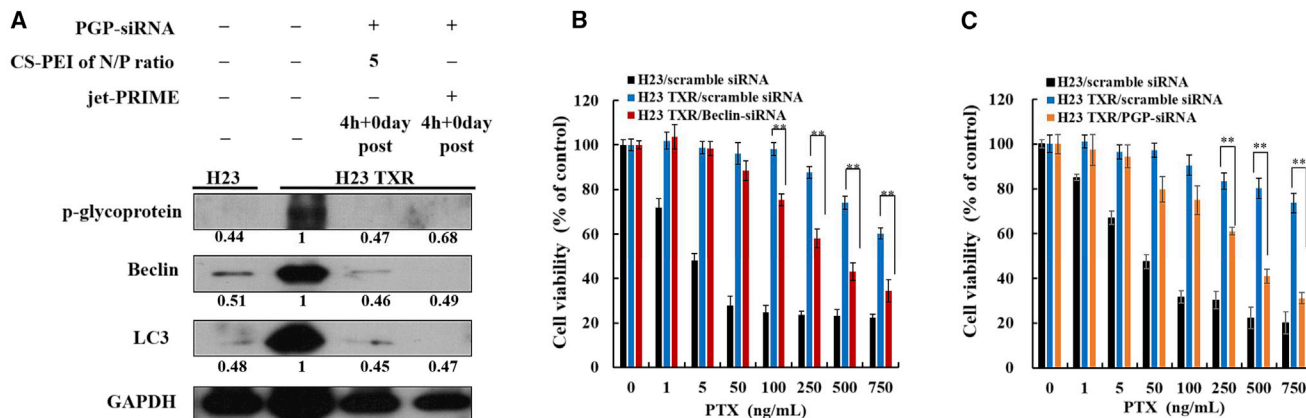 A
PGP-siRNA – – + +
CS-PEI of N/P ratio – – 5 –
jet-PRIME – – – +
– – 4h+0day post 4h+0day post
H23 H23 TXR
p-glycoprotein
0.44 1 0.47 0.68
Beclin
0.51 1 0.46 0.49
LC3
0.48 1 0.45 0.47
GAPDH
B
H23/scramble siRNA
H23 TXR/scramble siRNA
H23 TXR/Beclin-siRNA
Cell viability (% of control)
120
100
80
60
40
20
0
** ** ** **
0 1 5 50 100 250 500 750
PTX (ng/mL)
C
H23/scramble siRNA
H23 TXR/scramble siRNA
H23 TXR/PGP-siRNA
Cell viability (% of control)
120
100
80
60
40
20
0
** ** **
0 1 5 50 100 250 500 750
PTX (ng/mL)